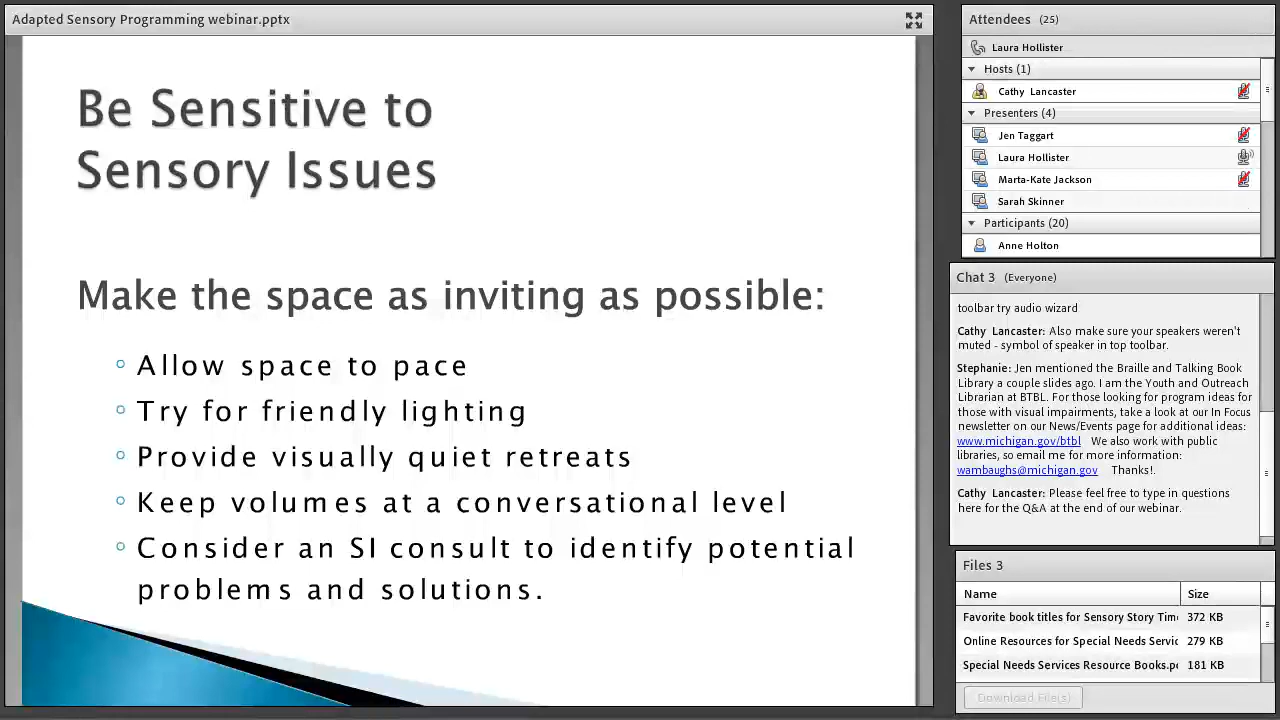 Adapted Sensory Programming webinar.pptx
Be Sensitive to
Sensory Issues
Make the space as inviting as possible:
Allow space to pace
Try for friendly lighting
Provide visually quiet retreats
Keep volumes at a conversational level
Consider an SI consult to identify potential
problems and solutions.
Attendees (25)
Laura Hollister
Hosts (1)
Cathy Lancaster
Presenters (4)
Jen Taggart
Laura Hollister
Marta-Kate Jackson
Sarah Skinner
Participants (20)
Anne Holton
Chat 3 (Everyone)
toolbar try audio wizard
Cathy Lancaster: Also make sure your speakers weren't
muted - symbol of speaker in top toolbar.
Stephanie: Jen mentioned the Braille and Talking Book
Library a couple slides ago. I am the Youth and Outreach
Librarian at BTBL. For those looking for program ideas for
those with visual impairments, take a look at our In Focus
newsletter on our News/Events page for additional ideas:
www.michigan.gov/btbl We also work with public
libraries, so email me for more information:
wambaughs@michigan.gov Thanks!.
Cathy Lancaster: Please feel free to type in questions
here for the Q&A at the end of our webinar.
Files 3
Name Size
Favorite book titles for Sensory Story Tim 372 KB
Online Resources for Special Needs Servic 279 KB
Special Needs Services Resource Books.p 181 KB
Download File(s)